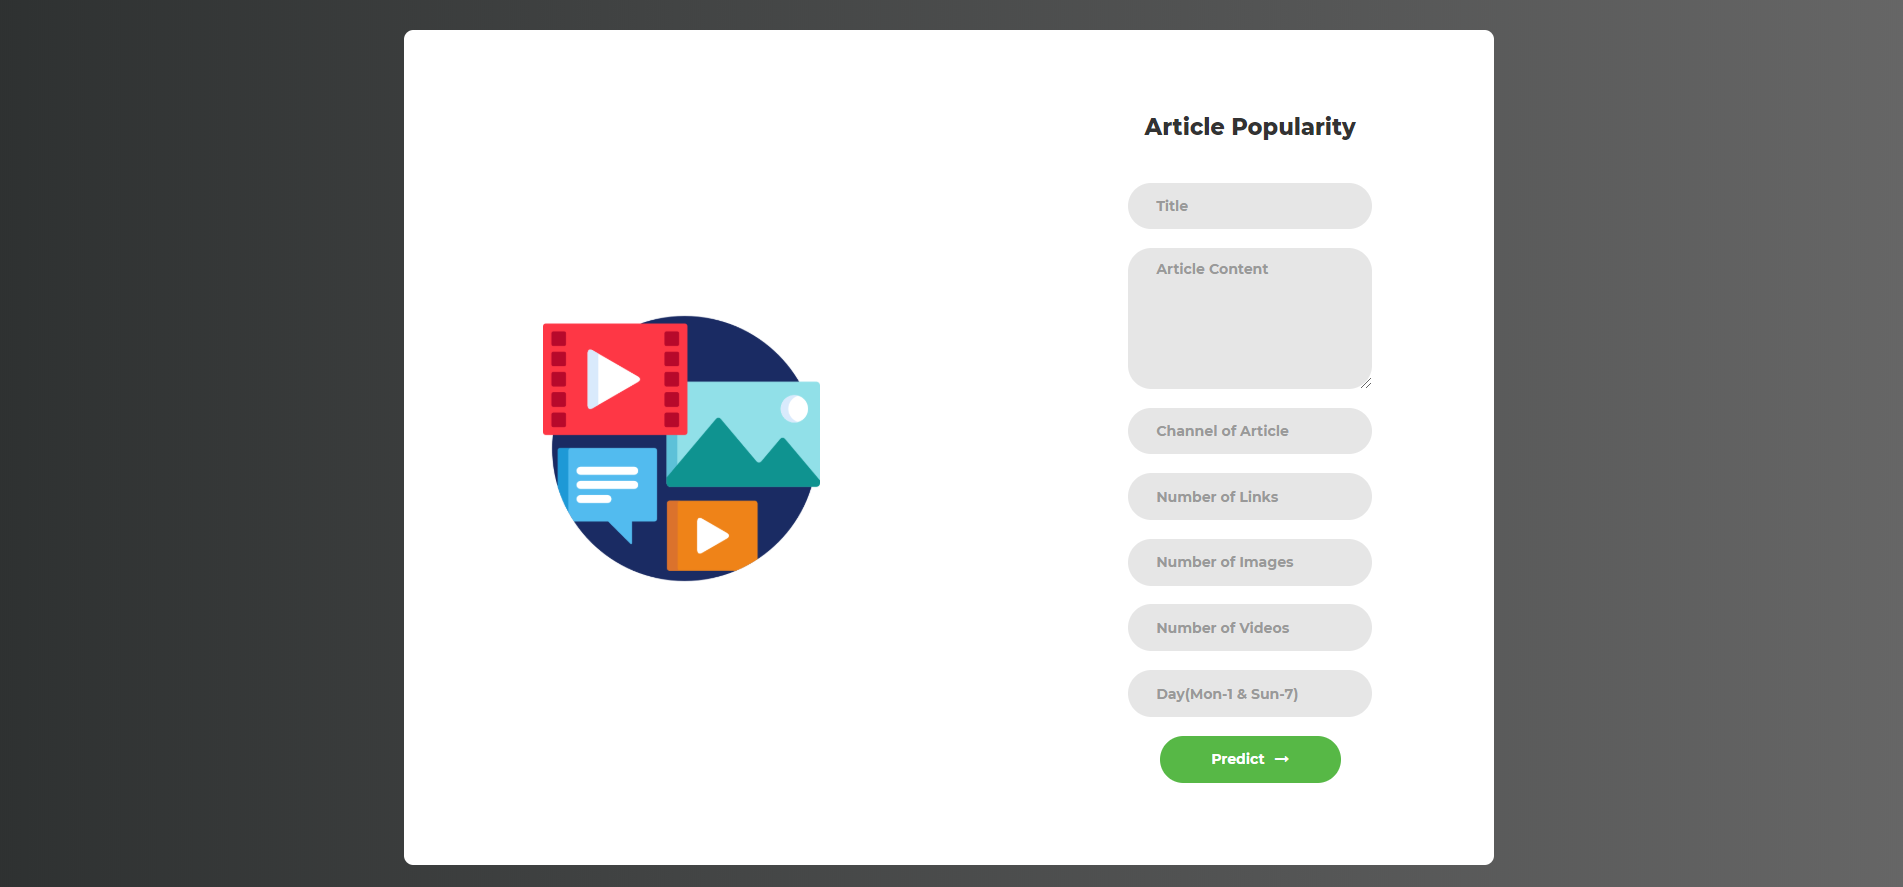 Article Popularity
Title
Article Content
Channel of Article
Number of Links
Number of Images
Number of Videos
Day(Mon-1 & Sun-7)
Predict →